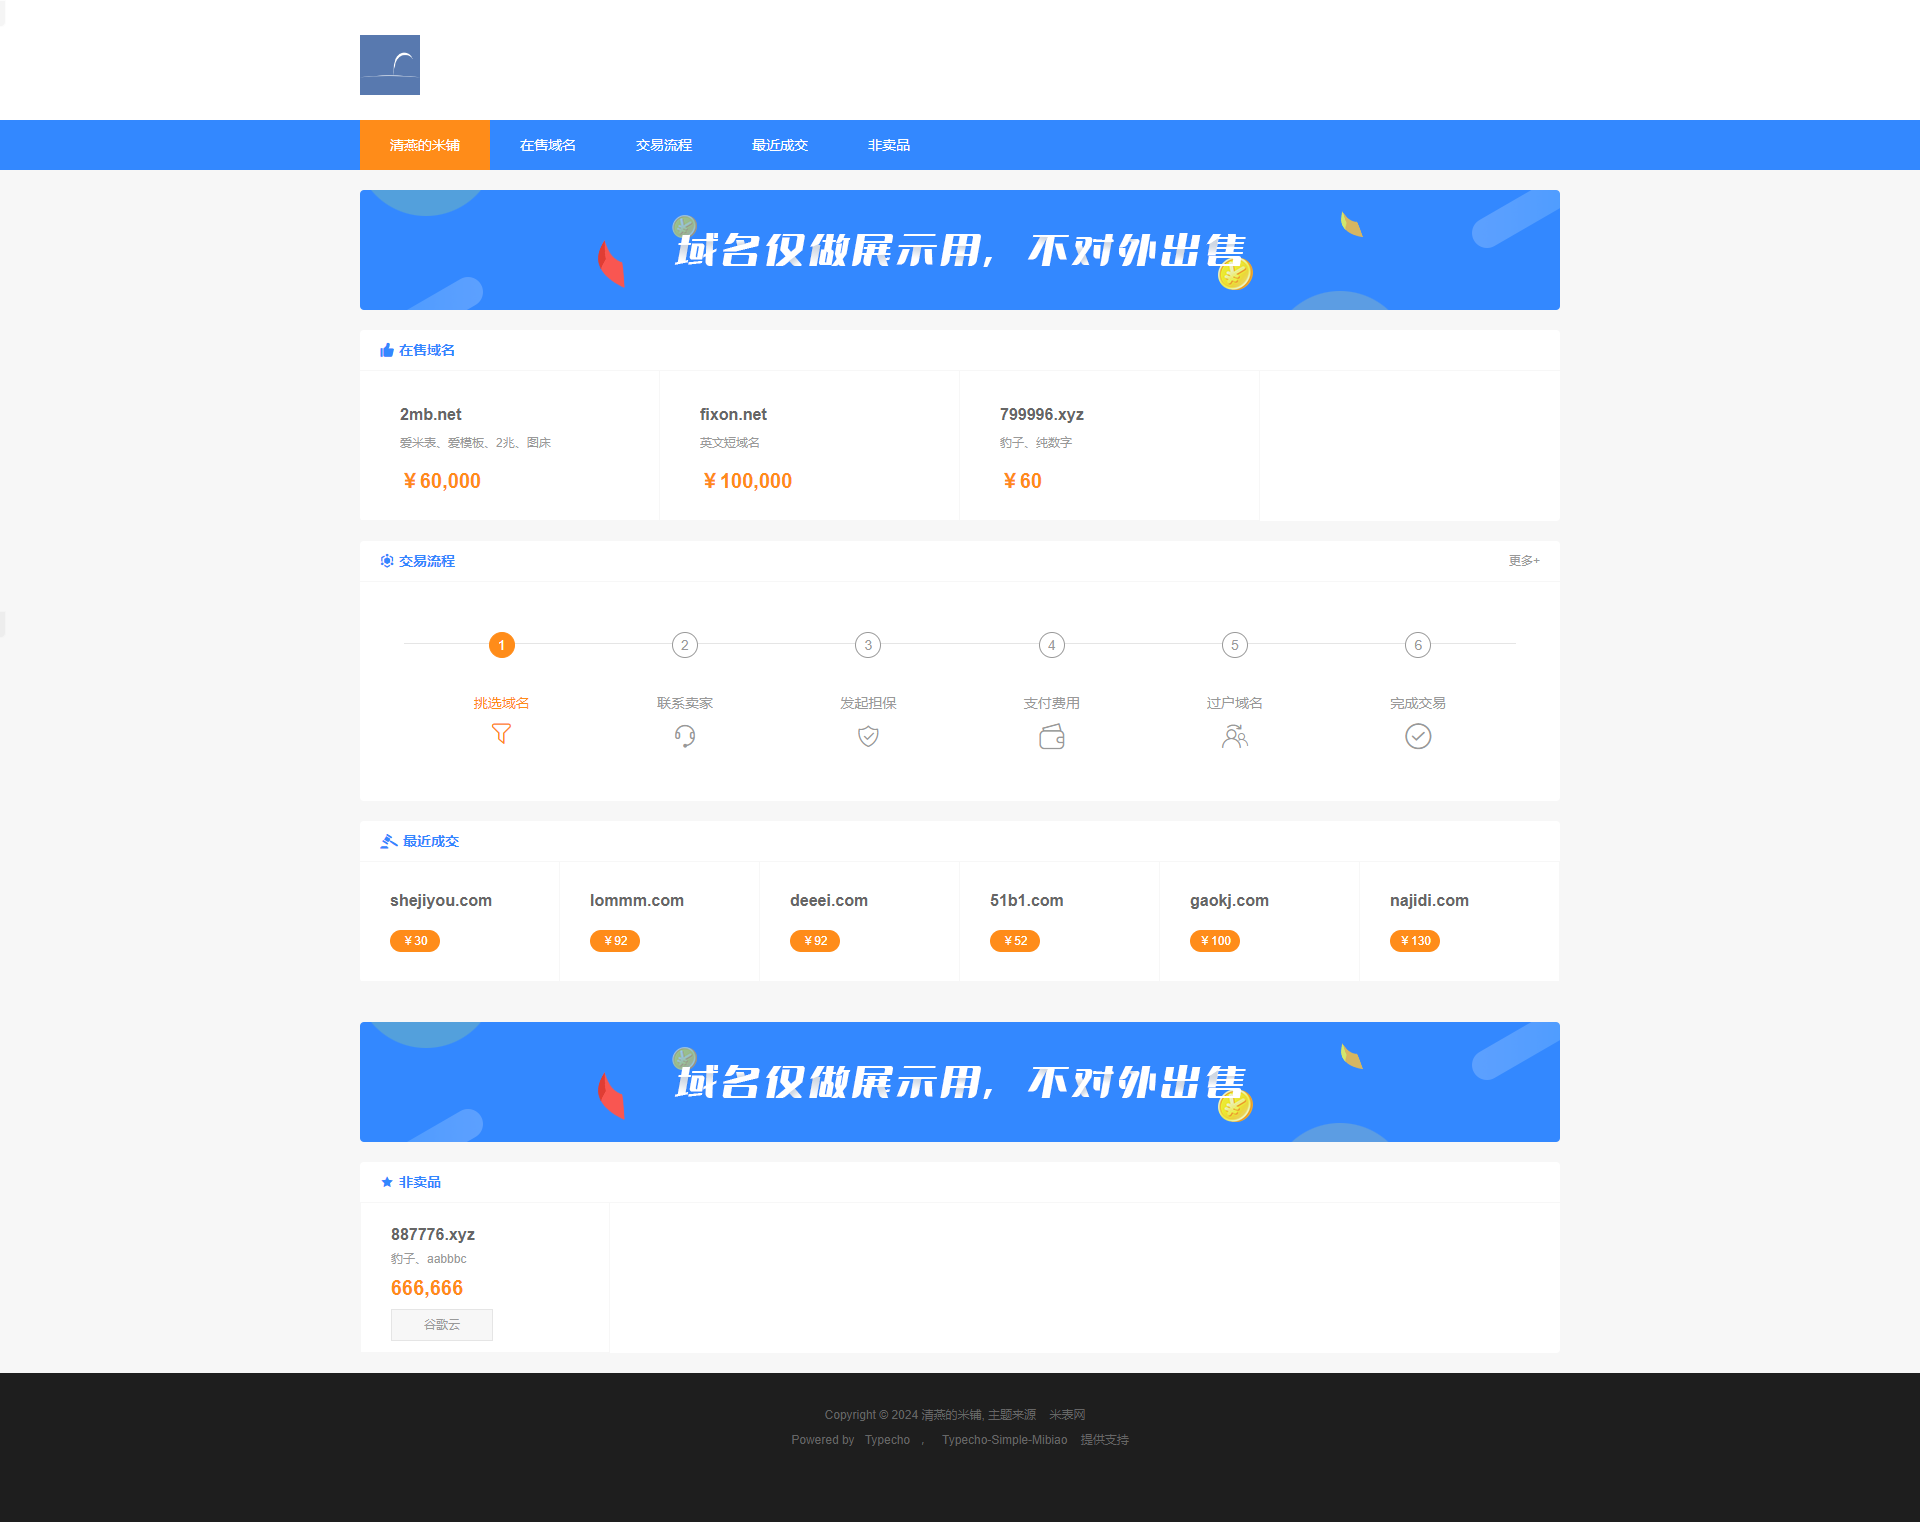 清燕的米铺
在售域名
交易流程
最近成交
非卖品
域名仅做展示用，不对外出售
在售域名
2mb.net
爱米表、爱模板、2兆、图床
￥60,000
fixon.net
英文短域名
￥100,000
799996.xyz
豹子、纯数字
￥60
交易流程
更多+
1
2
3
4
5
6
挑选域名
联系卖家
发起担保
支付费用
过户域名
完成交易
最近成交
shejiyou.com
￥30
lommm.com
￥92
deeei.com
￥92
51b1.com
￥52
gaokj.com
￥100
najidi.com
￥130
域名仅做展示用，不对外出售
非卖品
887776.xyz
豹子、aabbbc
666,666
谷歌云
Copyright © 2024 清燕的米铺, 主题来源 米表网
Powered by Typecho , Typecho-Simple-Mibiao 提供支持